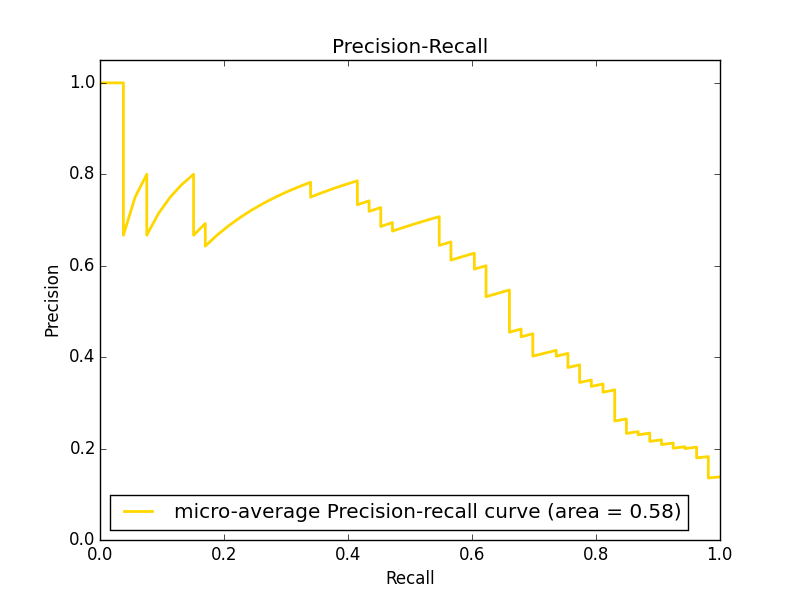 Precision-Recall
1.0
0.8
0.6
0.4
0.2
0.0
Precision
micro-average Precision-recall curve (area = 0.58)
0.0 0.2 0.4 0.6 0.8 1.0
Recall